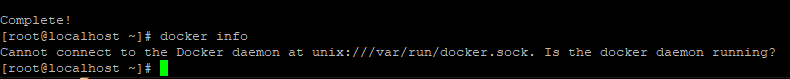 Complete!
[root@localhost ~]# docker info
Cannot connect to the Docker daemon at unix:///var/run/docker.sock. Is the docker daemon running?
[root@localhost ~]#